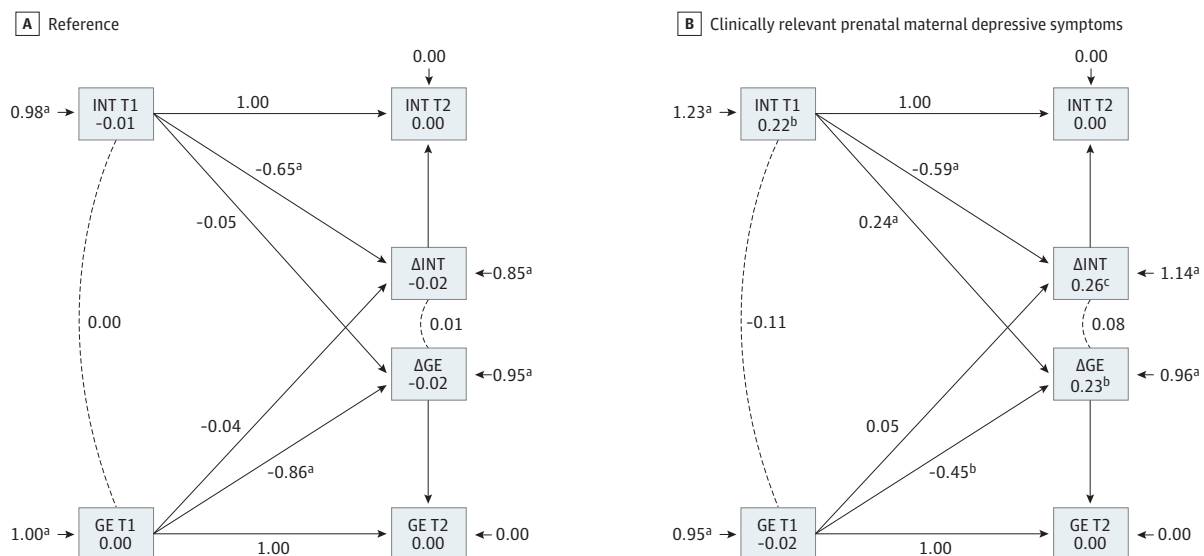 A Reference
0.00
0.98a
INT T1
-0.01
1.00
INT T2
0.00
-0.65a
-0.05
ΔINT
-0.02
0.85a
0.00
0.01
ΔGE
-0.02
0.95a
-0.04
-0.86a
1.00a
GE T1
0.00
1.00
GE T2
0.00
0.00
B Clinically relevant prenatal maternal depressive symptoms
0.00
1.23a
INT T1
0.22b
1.00
INT T2
0.00
-0.59a
0.24a
ΔINT
0.26c
1.14a
-0.11
0.08
ΔGE
0.23b
0.96a
0.05
-0.45b
0.95a
GE T1
-0.02
1.00
GE T2
0.00
0.00